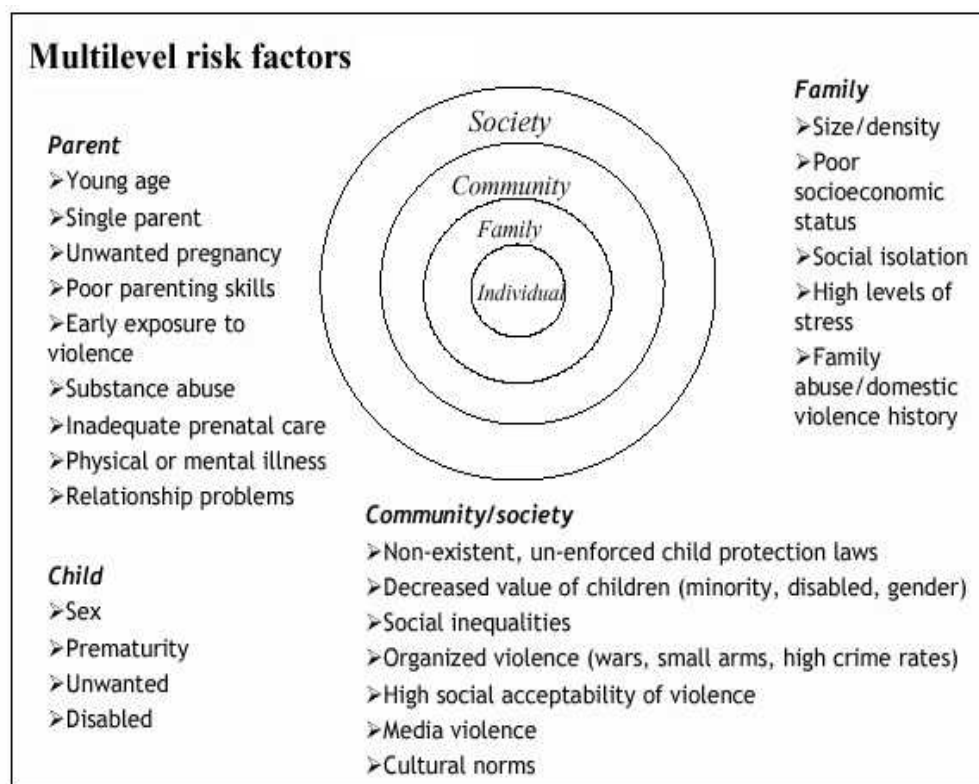 Multilevel risk factors
Society
Community
Family
Individual
Parent
➢Young age
➢Single parent
➢Unwanted pregnancy
➢Poor parenting skills
➢Early exposure to
violence
➢Substance abuse
➢Inadequate prenatal care
➢Physical or mental illness
➢Relationship problems
Child
➢Sex
➢Prematurity
➢Unwanted
➢Disabled
Family
➢Size/density
➢Poor
socioeconomic
status
➢Social isolation
➢High levels of
stress
➢Family
abuse/domestic
violence history
Community/society
➢Non-existent, un-enforced child protection laws
➢Decreased value of children (minority, disabled, gender)
➢Social inequalities
➢Organized violence (wars, small arms, high crime rates)
➢High social acceptability of violence
➢Media violence
➢Cultural norms